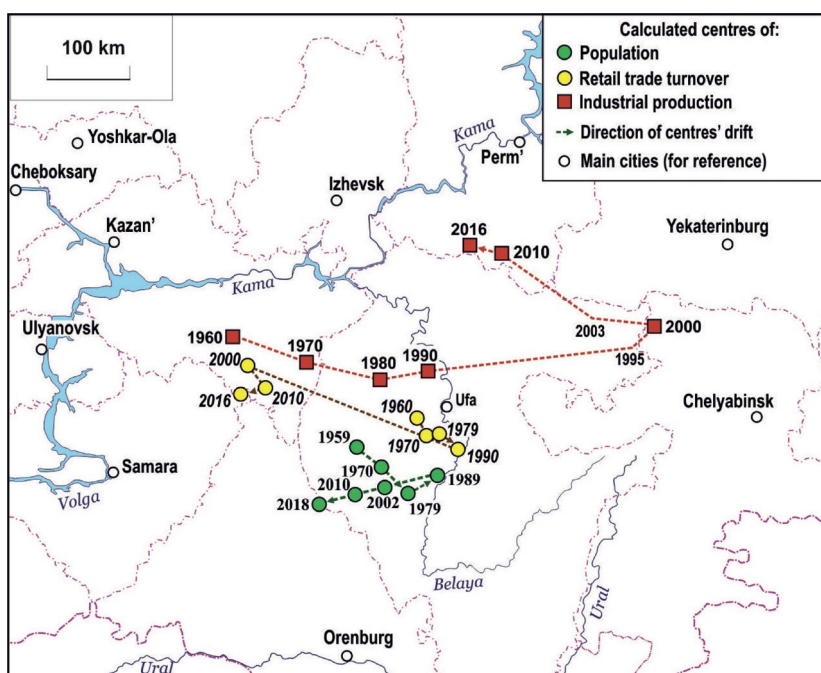 100 km
Calculated centres of:
Population
Retail trade turnover
Industrial production
Direction of centres' drift
Main cities (for reference)
Yoshkar-Ola
Cheboksary
Kazan'
Izhevsk
Kama
Perm'
Yekaterinburg
2016
2010
Kama
2003
2000
1995
Ulyanovsk
1960
1970
1980
1990
2000
2016
2010
Ufa
1960
1970
1979
1990
Chelyabinsk
Samara
Volga
1959
1970
2010
2018
2002
1979
1989
Belaya
Ural
Orenburg
Ural